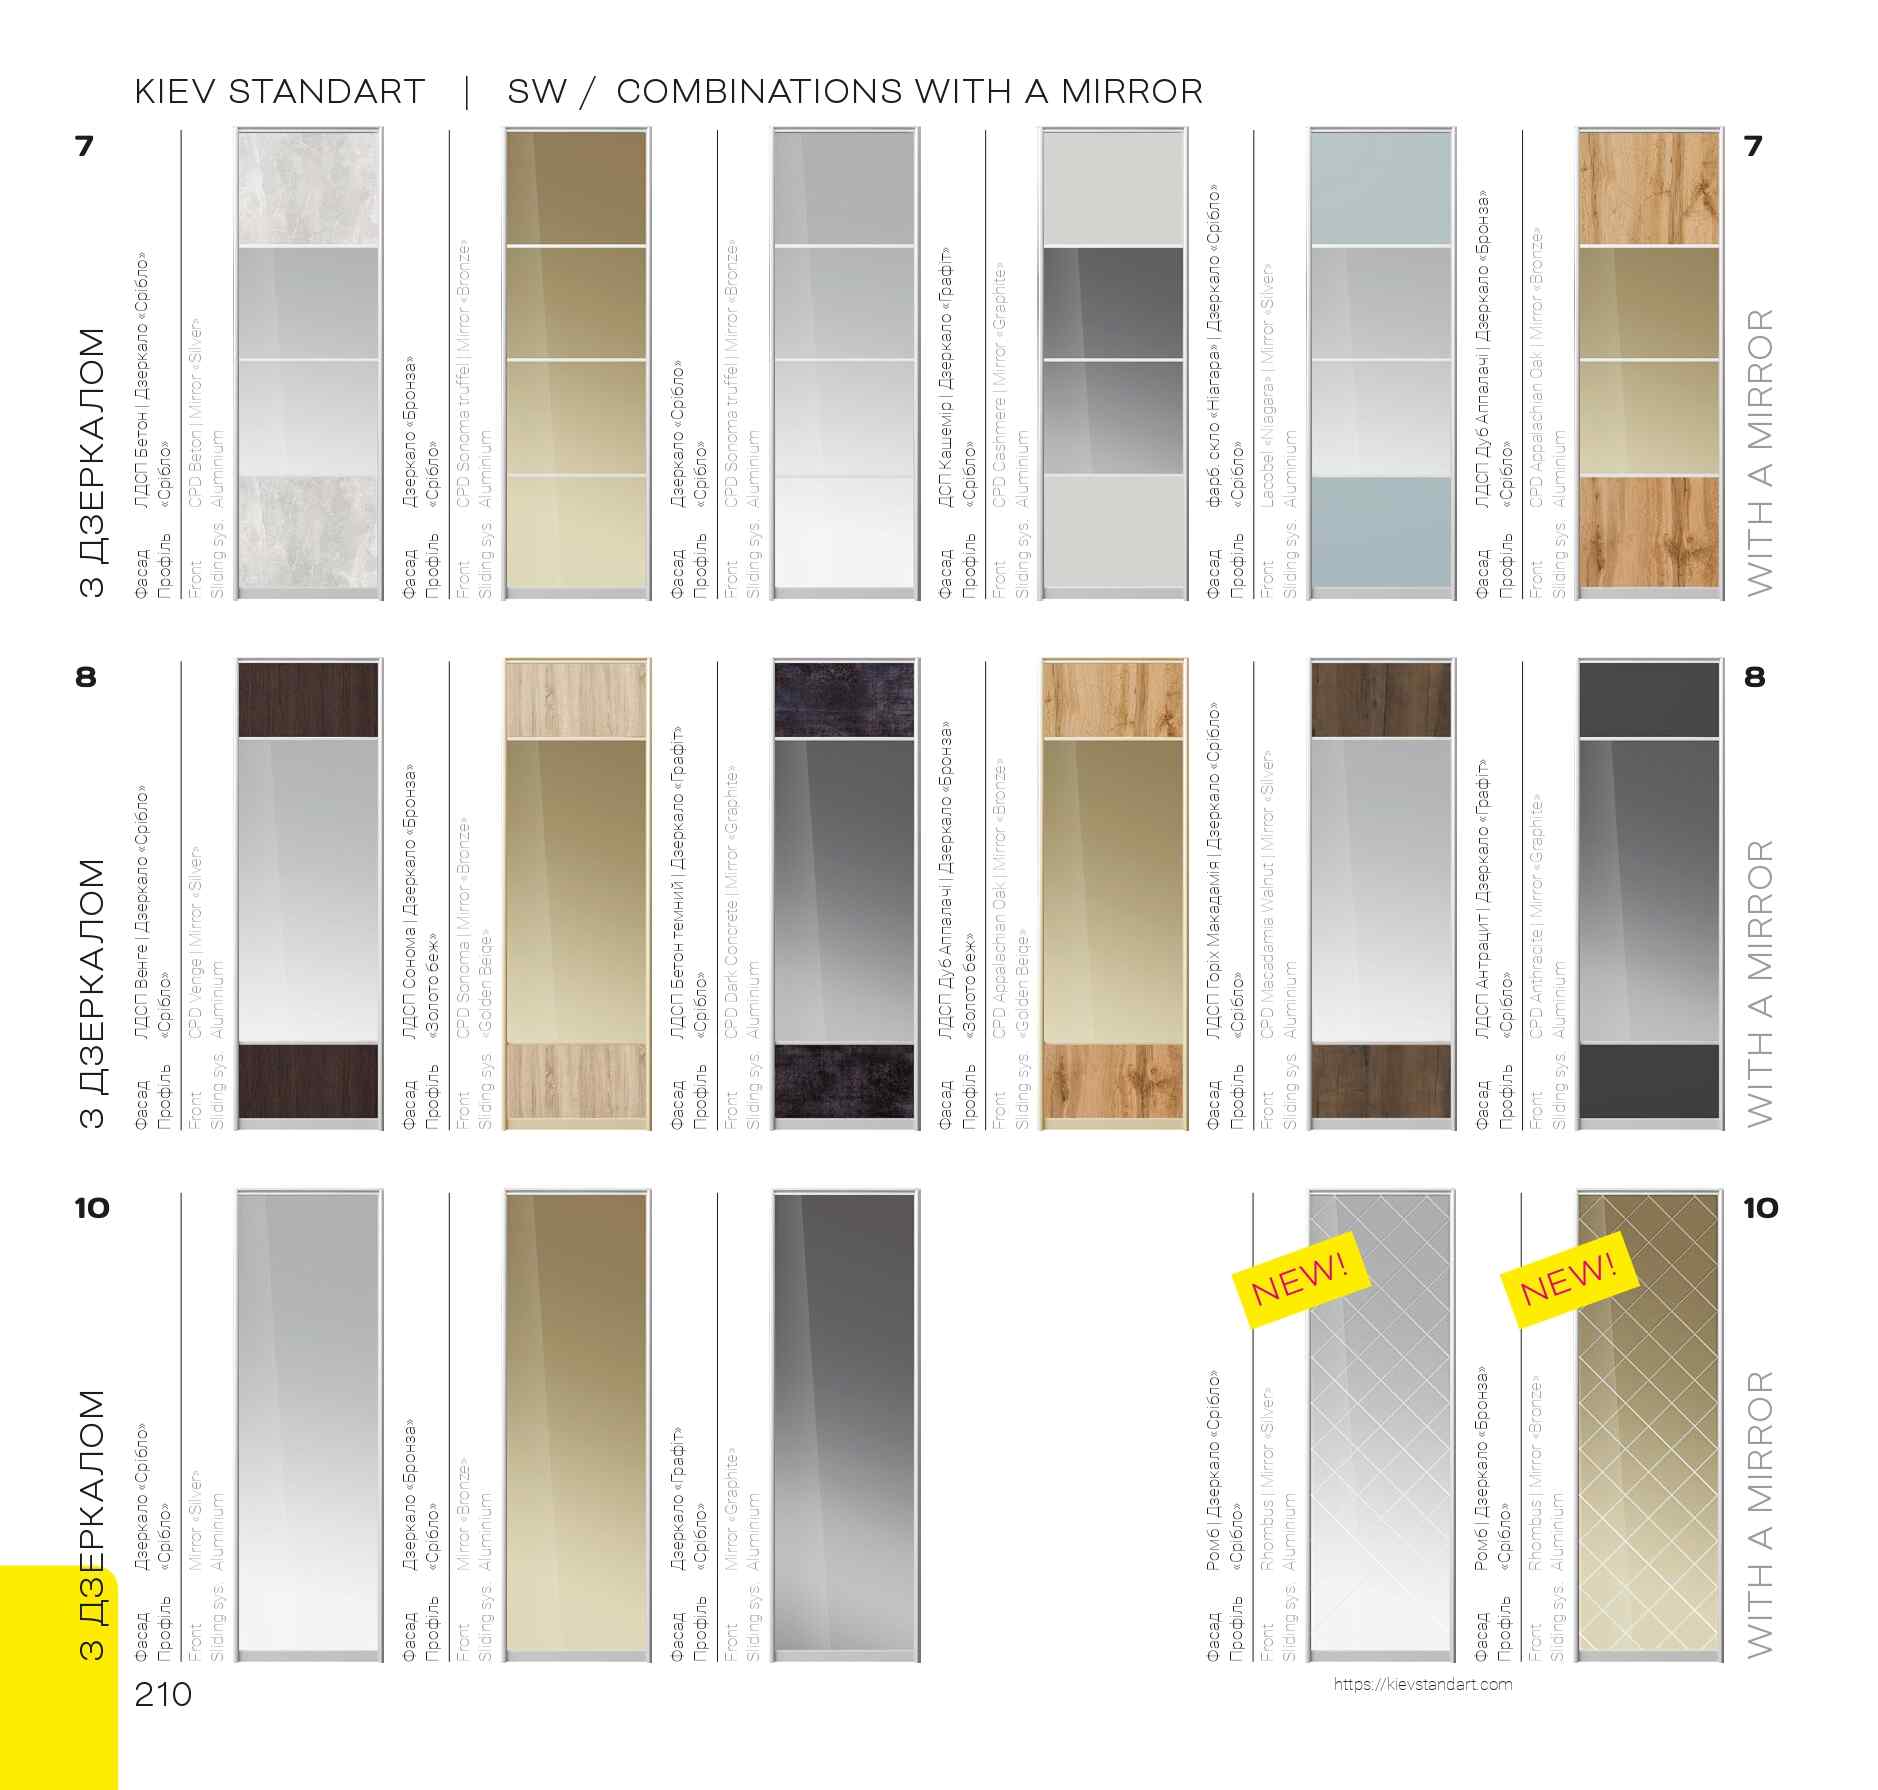 KIEV STANDART | SW / COMBINATIONS WITH A MIRROR
7
З ДЗЕРКАЛОМ
Фасад ЛДСП Бетон | Дзеркало «Срібло»
Профіль «Срібло»
Front CPD Beton | Mirror «Silver»
Sliding sys. Aluminium
Фасад Дзеркало «Бронза»
Профіль «Срібло»
Front CPD Sonoma truffel | Mirror «Bronze»
Sliding sys. Aluminium
Фасад Дзеркало «Срібло»
Профіль «Срібло»
Front CPD Sonoma truffel | Mirror «Bronze»
Sliding sys. Aluminium
Фасад ДСП Кашемір | Дзеркало «Графіт»
Профіль «Срібло»
Front CPD Cashmere | Mirror «Graphite»
Sliding sys. Aluminium
Фасад фарб. скло «Ніагара» | Дзеркало «Срібло»
Профіль «Срібло»
Front Lacobel «Niagara» | Mirror «Silver»
Sliding sys. Aluminium
Фасад ЛДСП Дуб Аппалачі | Дзеркало «Бронза»
Профіль «Срібло»
Front CPD Appalachian Oak | Mirror «Bronze»
Sliding sys. Aluminium
7
WITH A MIRROR
8
З ДЗЕРКАЛОМ
Фасад ЛДСП Венге | Дзеркало «Срібло»
Профіль «Срібло»
Front CPD Venge | Mirror «Silver»
Sliding sys. Aluminium
Фасад ЛДСП Сонома | Дзеркало «Бронза»
Профіль «Золото беж»
Front CPD Sonoma | Mirror «Bronze»
Sliding sys. «Golden Beige»
Фасад ЛДСП Бетон темний | Дзеркало «Графіт»
Профіль «Срібло»
Front CPD Dark Concrete | Mirror «Graphite»
Sliding sys. Aluminium
Фасад ЛДСП Дуб Аппалачі | Дзеркало «Бронза»
Профіль «Золото беж»
Front CPD Appalachian Oak | Mirror «Bronze»
Sliding sys. «Golden Beige»
Фасад ЛДСП Горіх Макадамія | Дзеркало «Срібло»
Профіль «Срібло»
Front CPD Macadamia Walnut | Mirror «Silver»
Sliding sys. Aluminium
Фасад ЛДСП Антрацит | Дзеркало «Графіт»
Профіль «Срібло»
Front CPD Anthracite | Mirror «Graphite»
Sliding sys. Aluminium
8
WITH A MIRROR
10
З ДЗЕРКАЛОМ
Фасад Дзеркало «Срібло»
Профіль «Срібло»
Front Mirror «Silver»
Sliding sys. Aluminium
Фасад Дзеркало «Бронза»
Профіль «Срібло»
Front Mirror «Bronze»
Sliding sys. Aluminium
Фасад Дзеркало «Графіт»
Профіль «Срібло»
Front Mirror «Graphite»
Sliding sys. Aluminium
Фасад Ромб | Дзеркало «Срібло»
Профіль «Срібло»
Front Rhombus | Mirror «Silver»
Sliding sys. Aluminium
NEW!
Фасад Ромб | Дзеркало «Бронза»
Профіль «Срібло»
Front Rhombus | Mirror «Bronze»
Sliding sys. Aluminium
NEW!
10
WITH A MIRROR
210
https://kievstandart.com